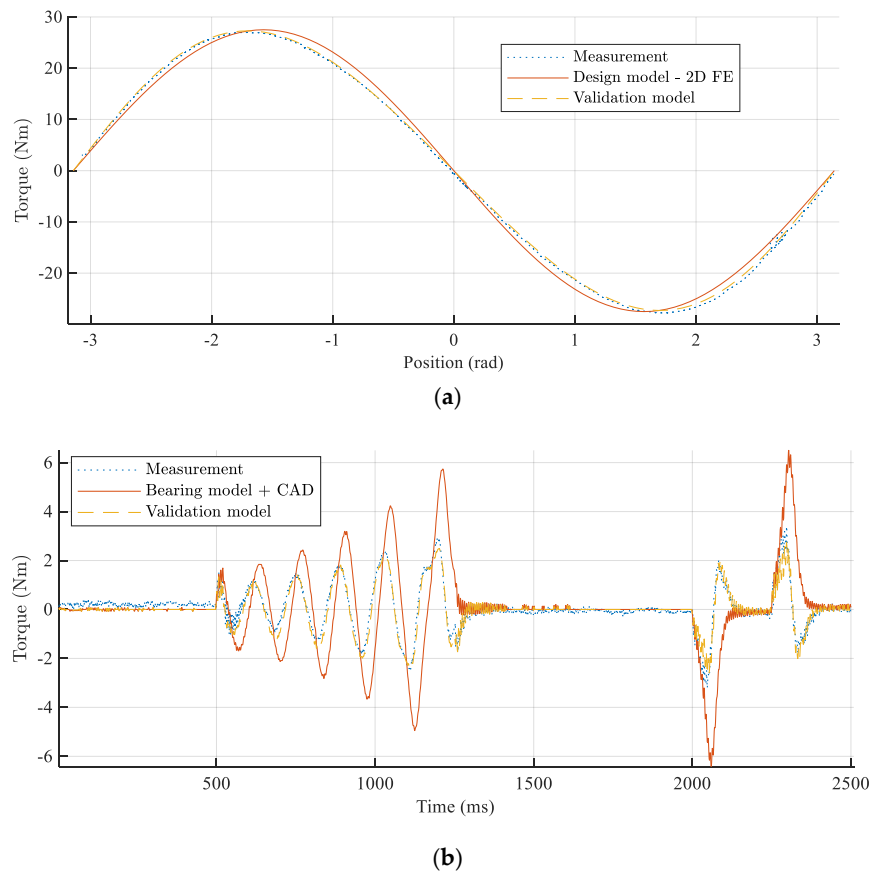 30
20
10
0
-10
-20
Torque (Nm)
Measurement
Design model - 2D FE
Validation model
-3 -2 -1 0 1 2 3
Position (rad)
(a)
6
4
2
0
-2
-4
-6
Torque (Nm)
Measurement
Bearing model + CAD
Validation model
500 1000 1500 2000 2500
Time (ms)
(b)